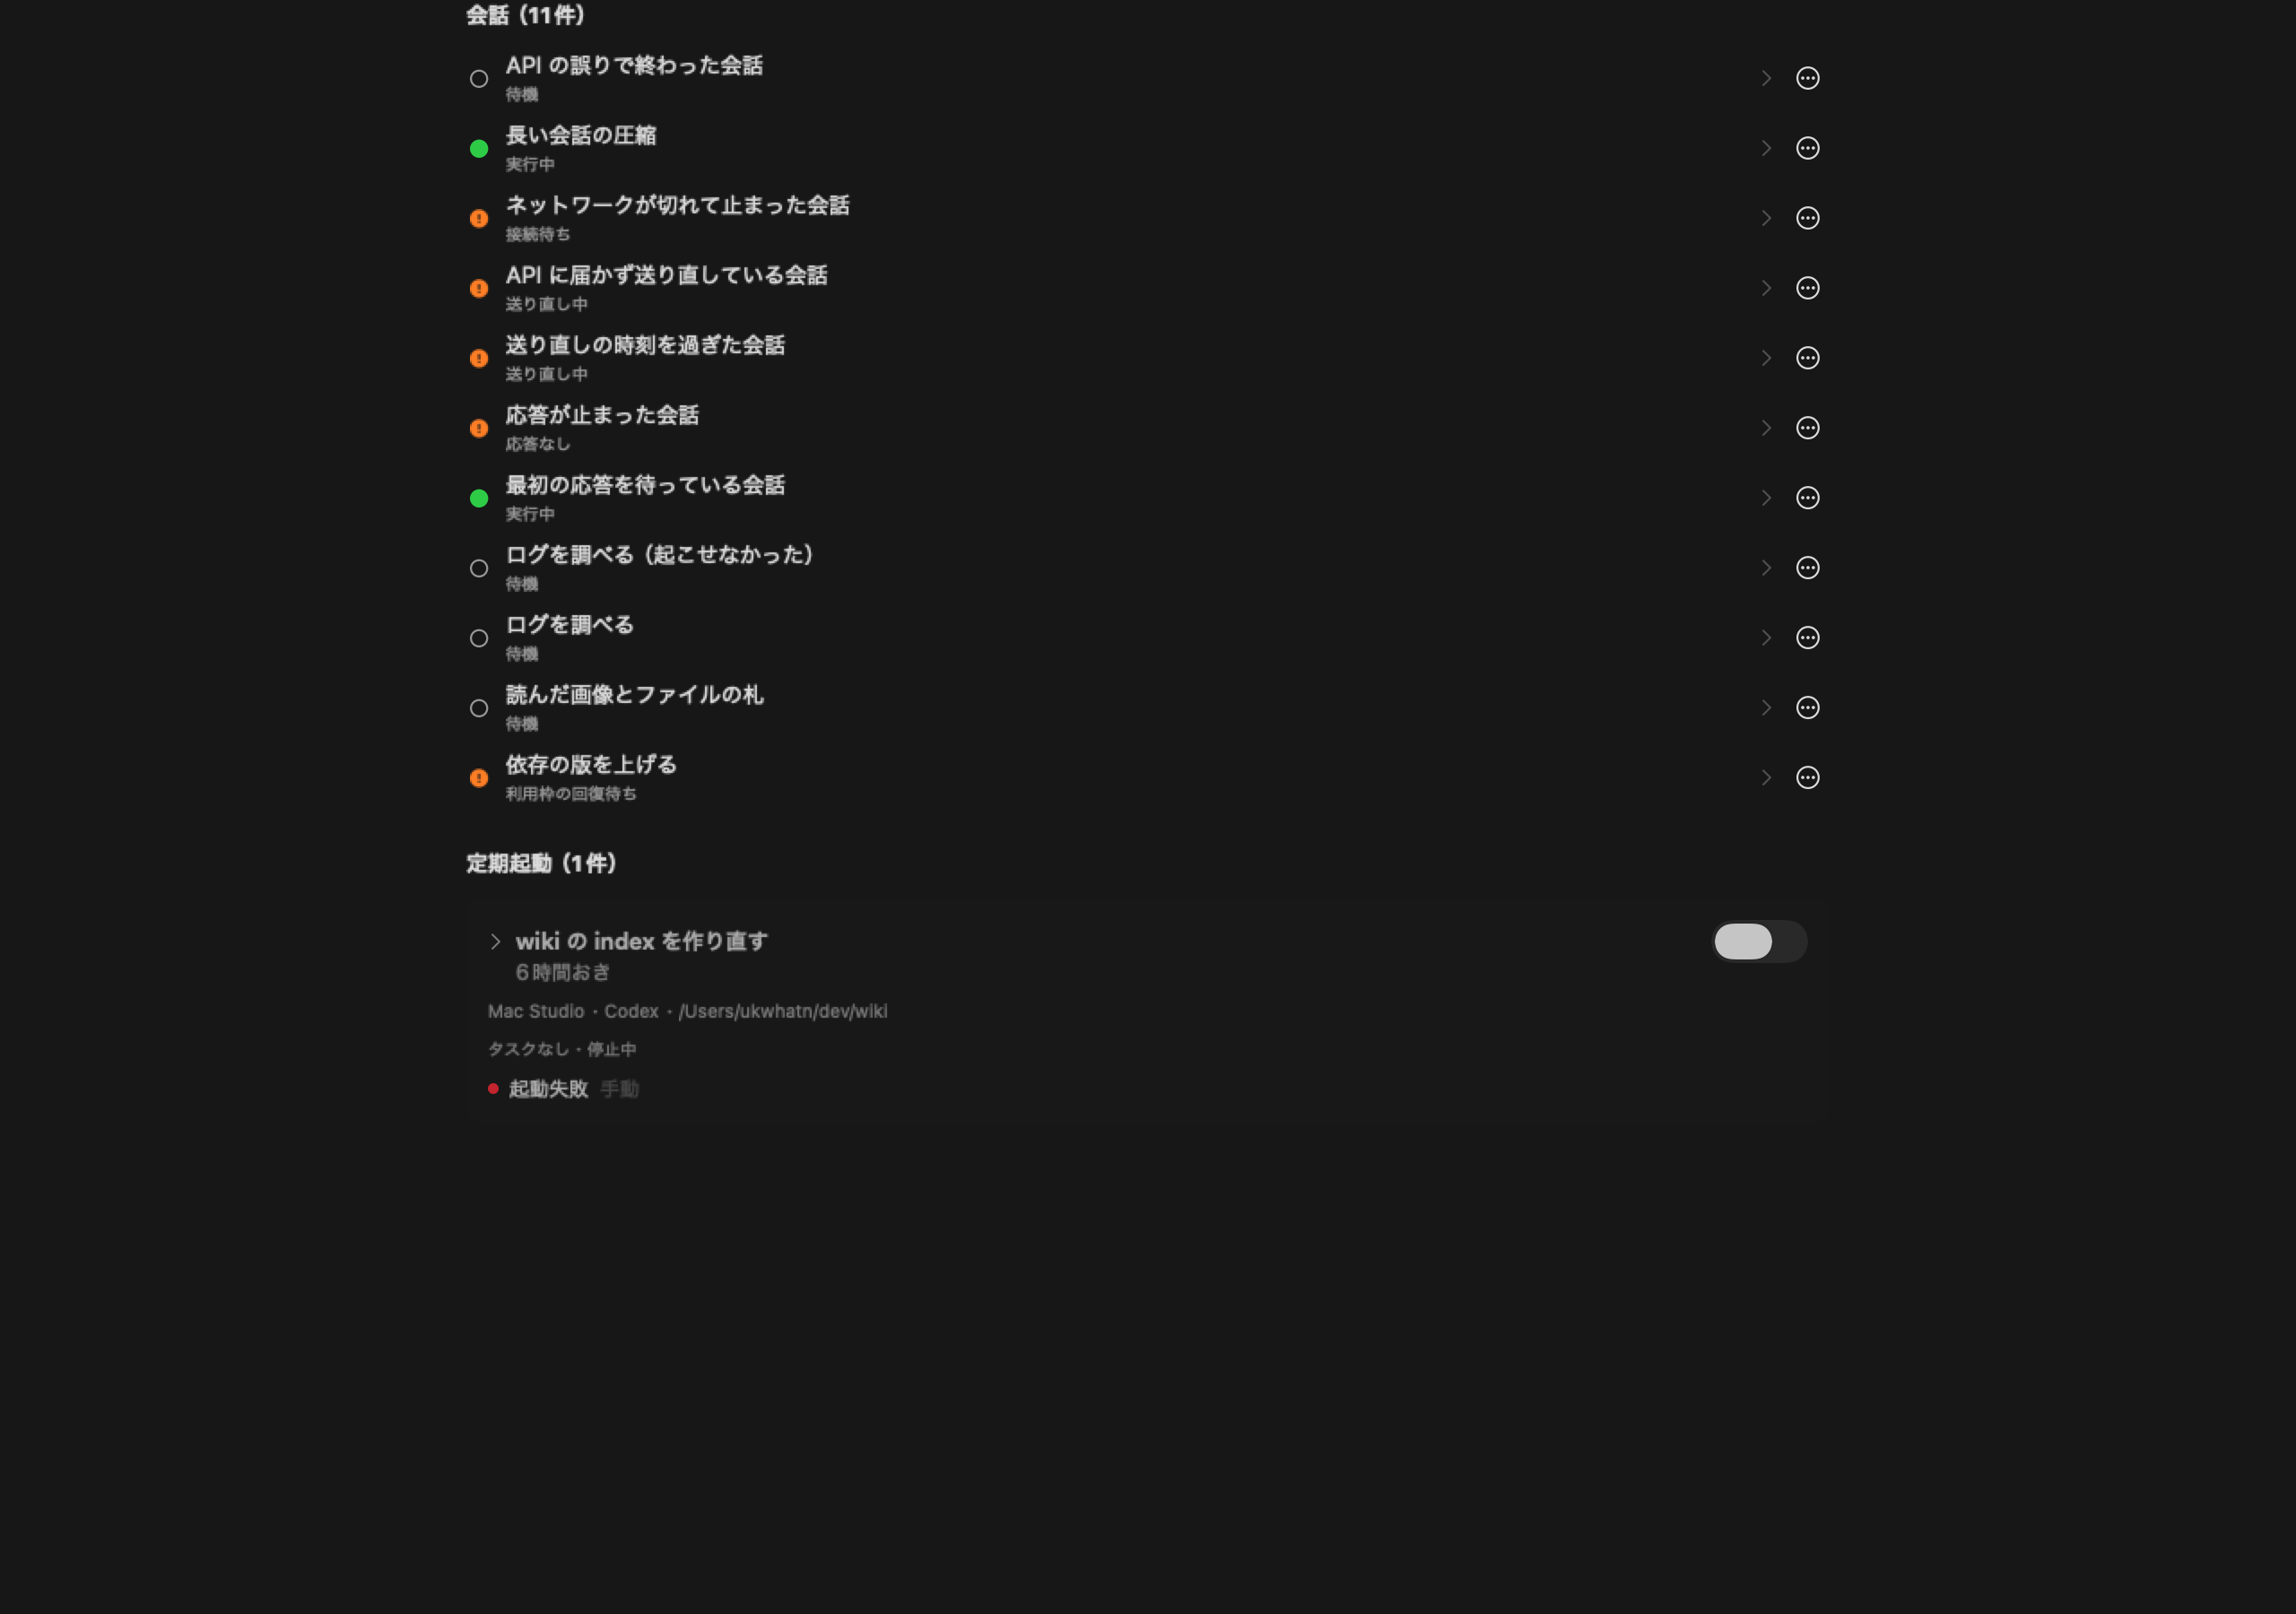 会話（11件）
API の誤りで終わった会話
待機
長い会話の圧縮
実行中
ネットワークが切れて止まった会話
接続待ち
API に届かず送り直している会話
送り直し中
送り直しの時刻を過ぎた会話
送り直し中
応答が止まった会話
応答なし
最初の応答を待っている会話
実行中
ログを調べる（起こせなかった）
待機
ログを調べる
待機
読んだ画像とファイルの札
待機
依存の版を上げる
利用枠の回復待ち
定期起動（1件）
wiki の index を作り直す
6時間おき
Mac Studio・Codex・/Users/ukwhatn/dev/wiki
タスクなし・停止中
起動失敗 手動